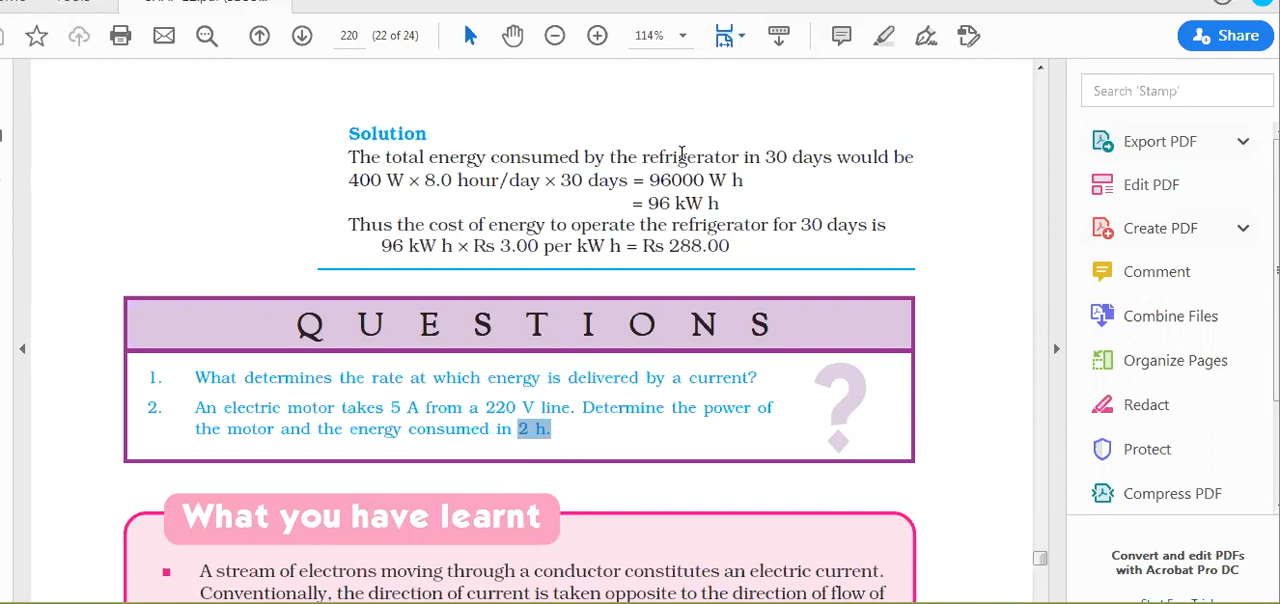 220 (22 of 24) 114% Share
Search 'Stamp'
Solution
The total energy consumed by the refrigerator in 30 days would be
400 W × 8.0 hour/day × 30 days = 96000 W h
= 96 kW h
Thus the cost of energy to operate the refrigerator for 30 days is
96 kW h × Rs 3.00 per kW h = Rs 288.00
QUESTIONS
1. What determines the rate at which energy is delivered by a current?
2. An electric motor takes 5 A from a 220 V line. Determine the power of
the motor and the energy consumed in 2 h.
?
What you have learnt
A stream of electrons moving through a conductor constitutes an electric current.
Conventionally, the direction of current is taken opposite to the direction of flow of
Export PDF
Edit PDF
Create PDF
Comment
Combine Files
Organize Pages
Redact
Protect
Compress PDF
Convert and edit PDFs
with Acrobat Pro DC